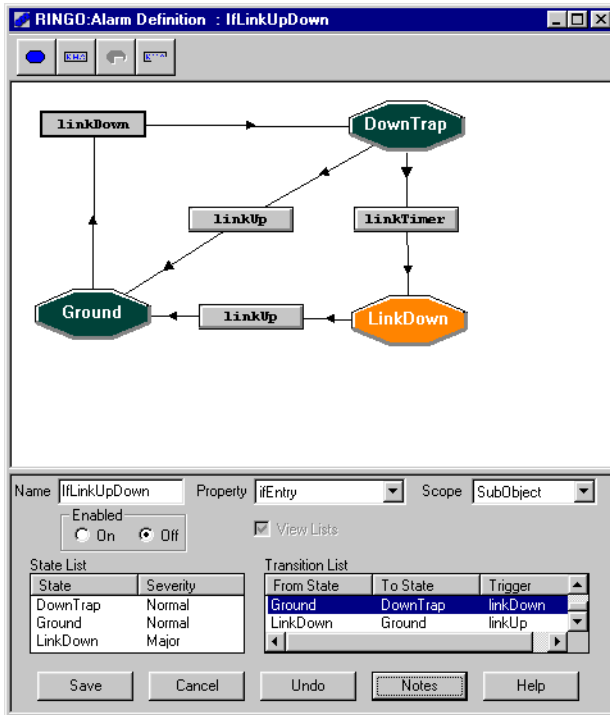 RINGO:Alarm Definition : IfLinkUpDown
linkDown
DownTrap
linkUp
linkTimer
Ground
linkUp
LinkDown
Name IfLinkUpDown Property ifEntry Scope SubObject
Enabled
On Off View Lists
State List Transition List
State Severity From State To State Trigger
DownTrap Normal Ground DownTrap linkDown
Ground Normal LinkDown Ground linkUp
LinkDown Major
Save Cancel Undo Notes Help